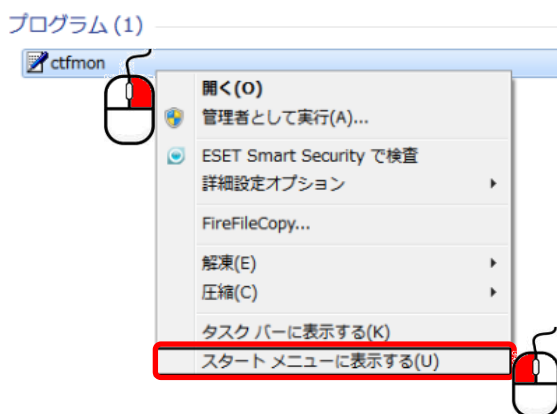 プログラム (1)
ctfmon
開く(O)
管理者として実行(A)...
ESET Smart Security で検査
詳細設定オプション
FireFileCopy...
解凍(E)
圧縮(C)
タスク バーに表示する(K)
スタート メニューに表示する(U)